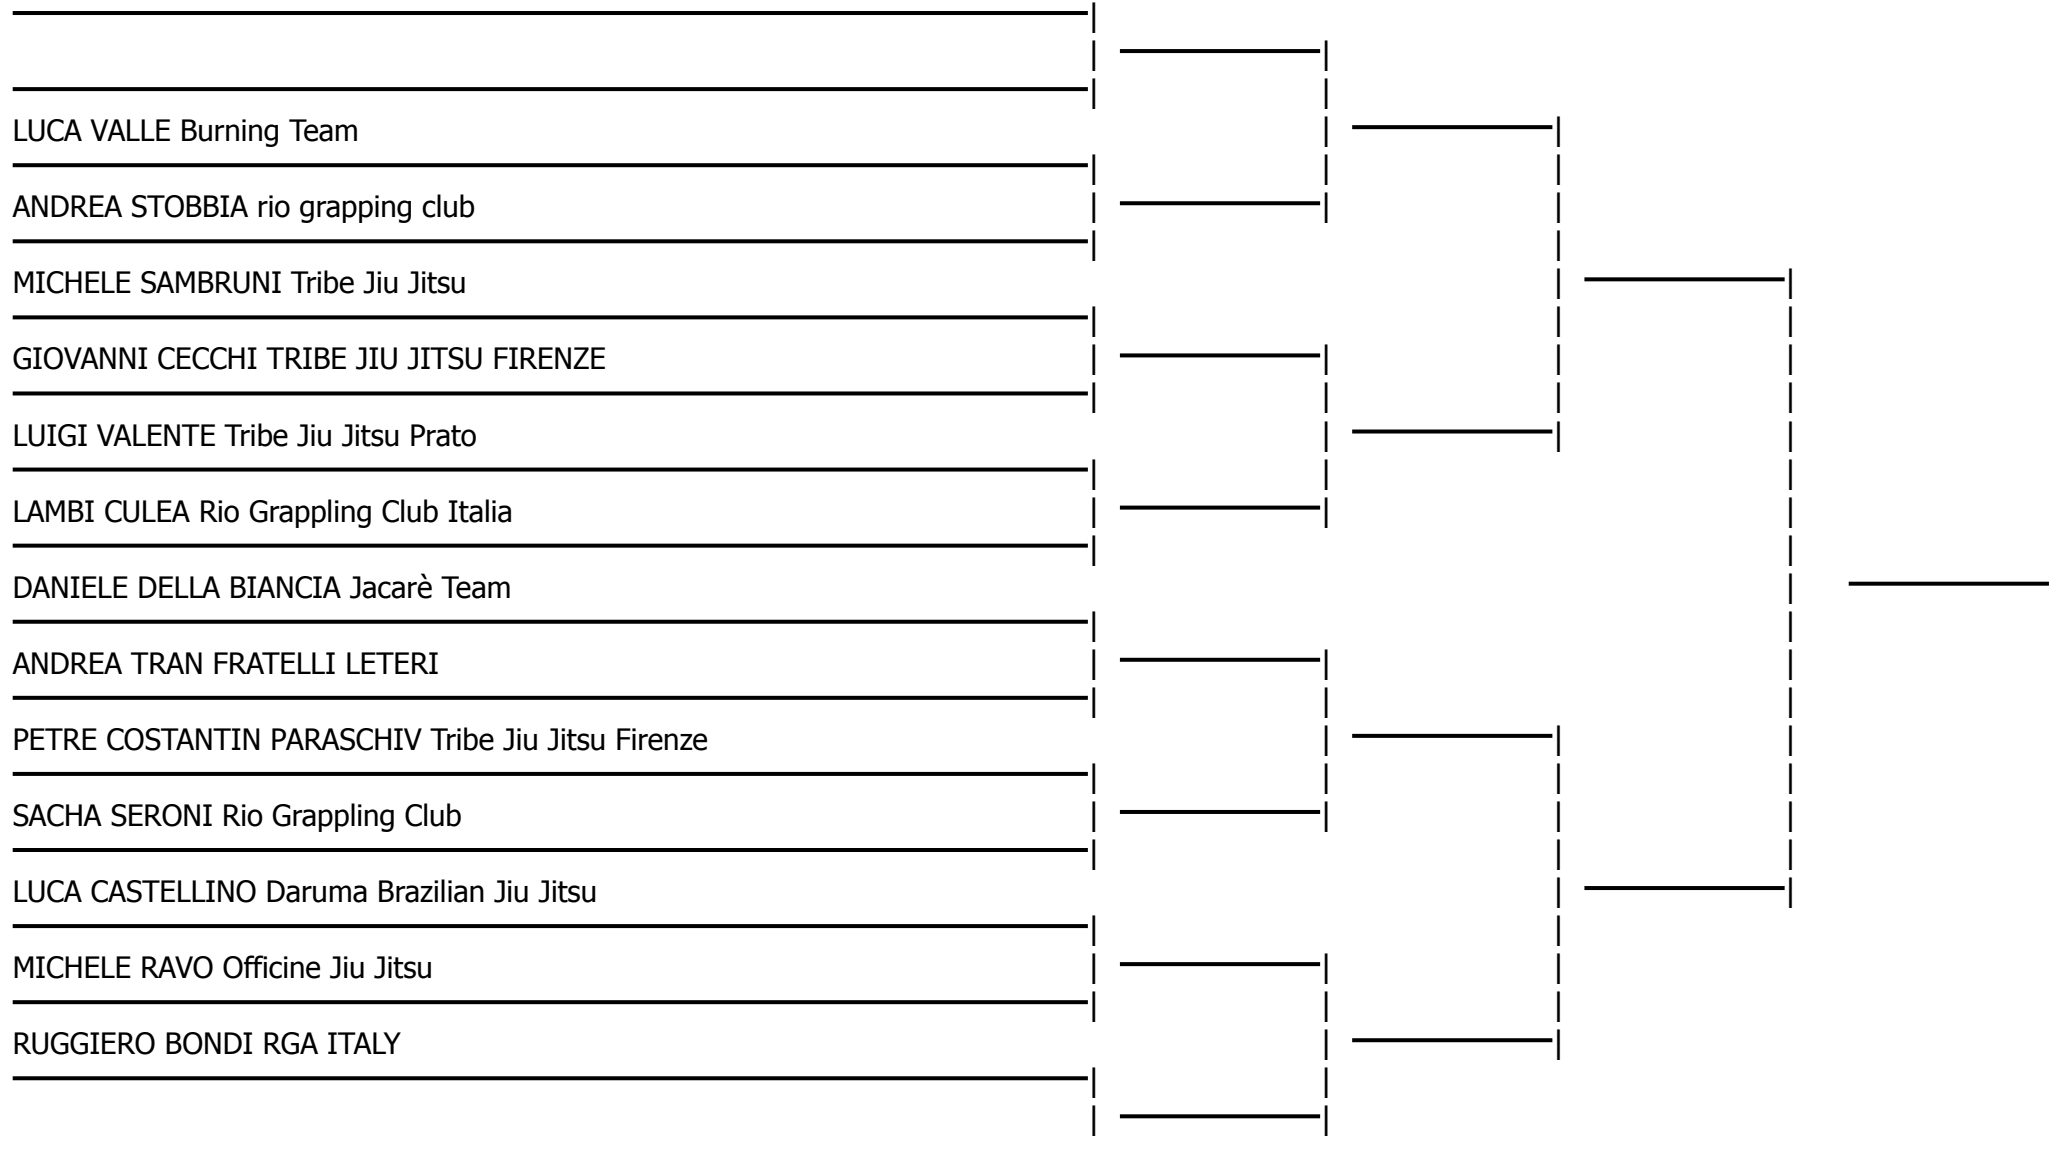 LUCA VALLE Burning Team
ANDREA STOBBIA rio grapping club
MICHELE SAMBRUNI Tribe Jiu Jitsu
GIOVANNI CECCHI TRIBE JIU JITSU FIRENZE
LUIGI VALENTE Tribe Jiu Jitsu Prato
LAMBI CULEA Rio Grappling Club Italia
DANIELE DELLA BIANCIA Jacarè Team
ANDREA TRAN FRATELLI LETERI
PETRE COSTANTIN PARASCHIV Tribe Jiu Jitsu Firenze
SACHA SERONI Rio Grappling Club
LUCA CASTELLINO Daruma Brazilian Jiu Jitsu
MICHELE RAVO Officine Jiu Jitsu
RUGGIERO BONDI RGA ITALY